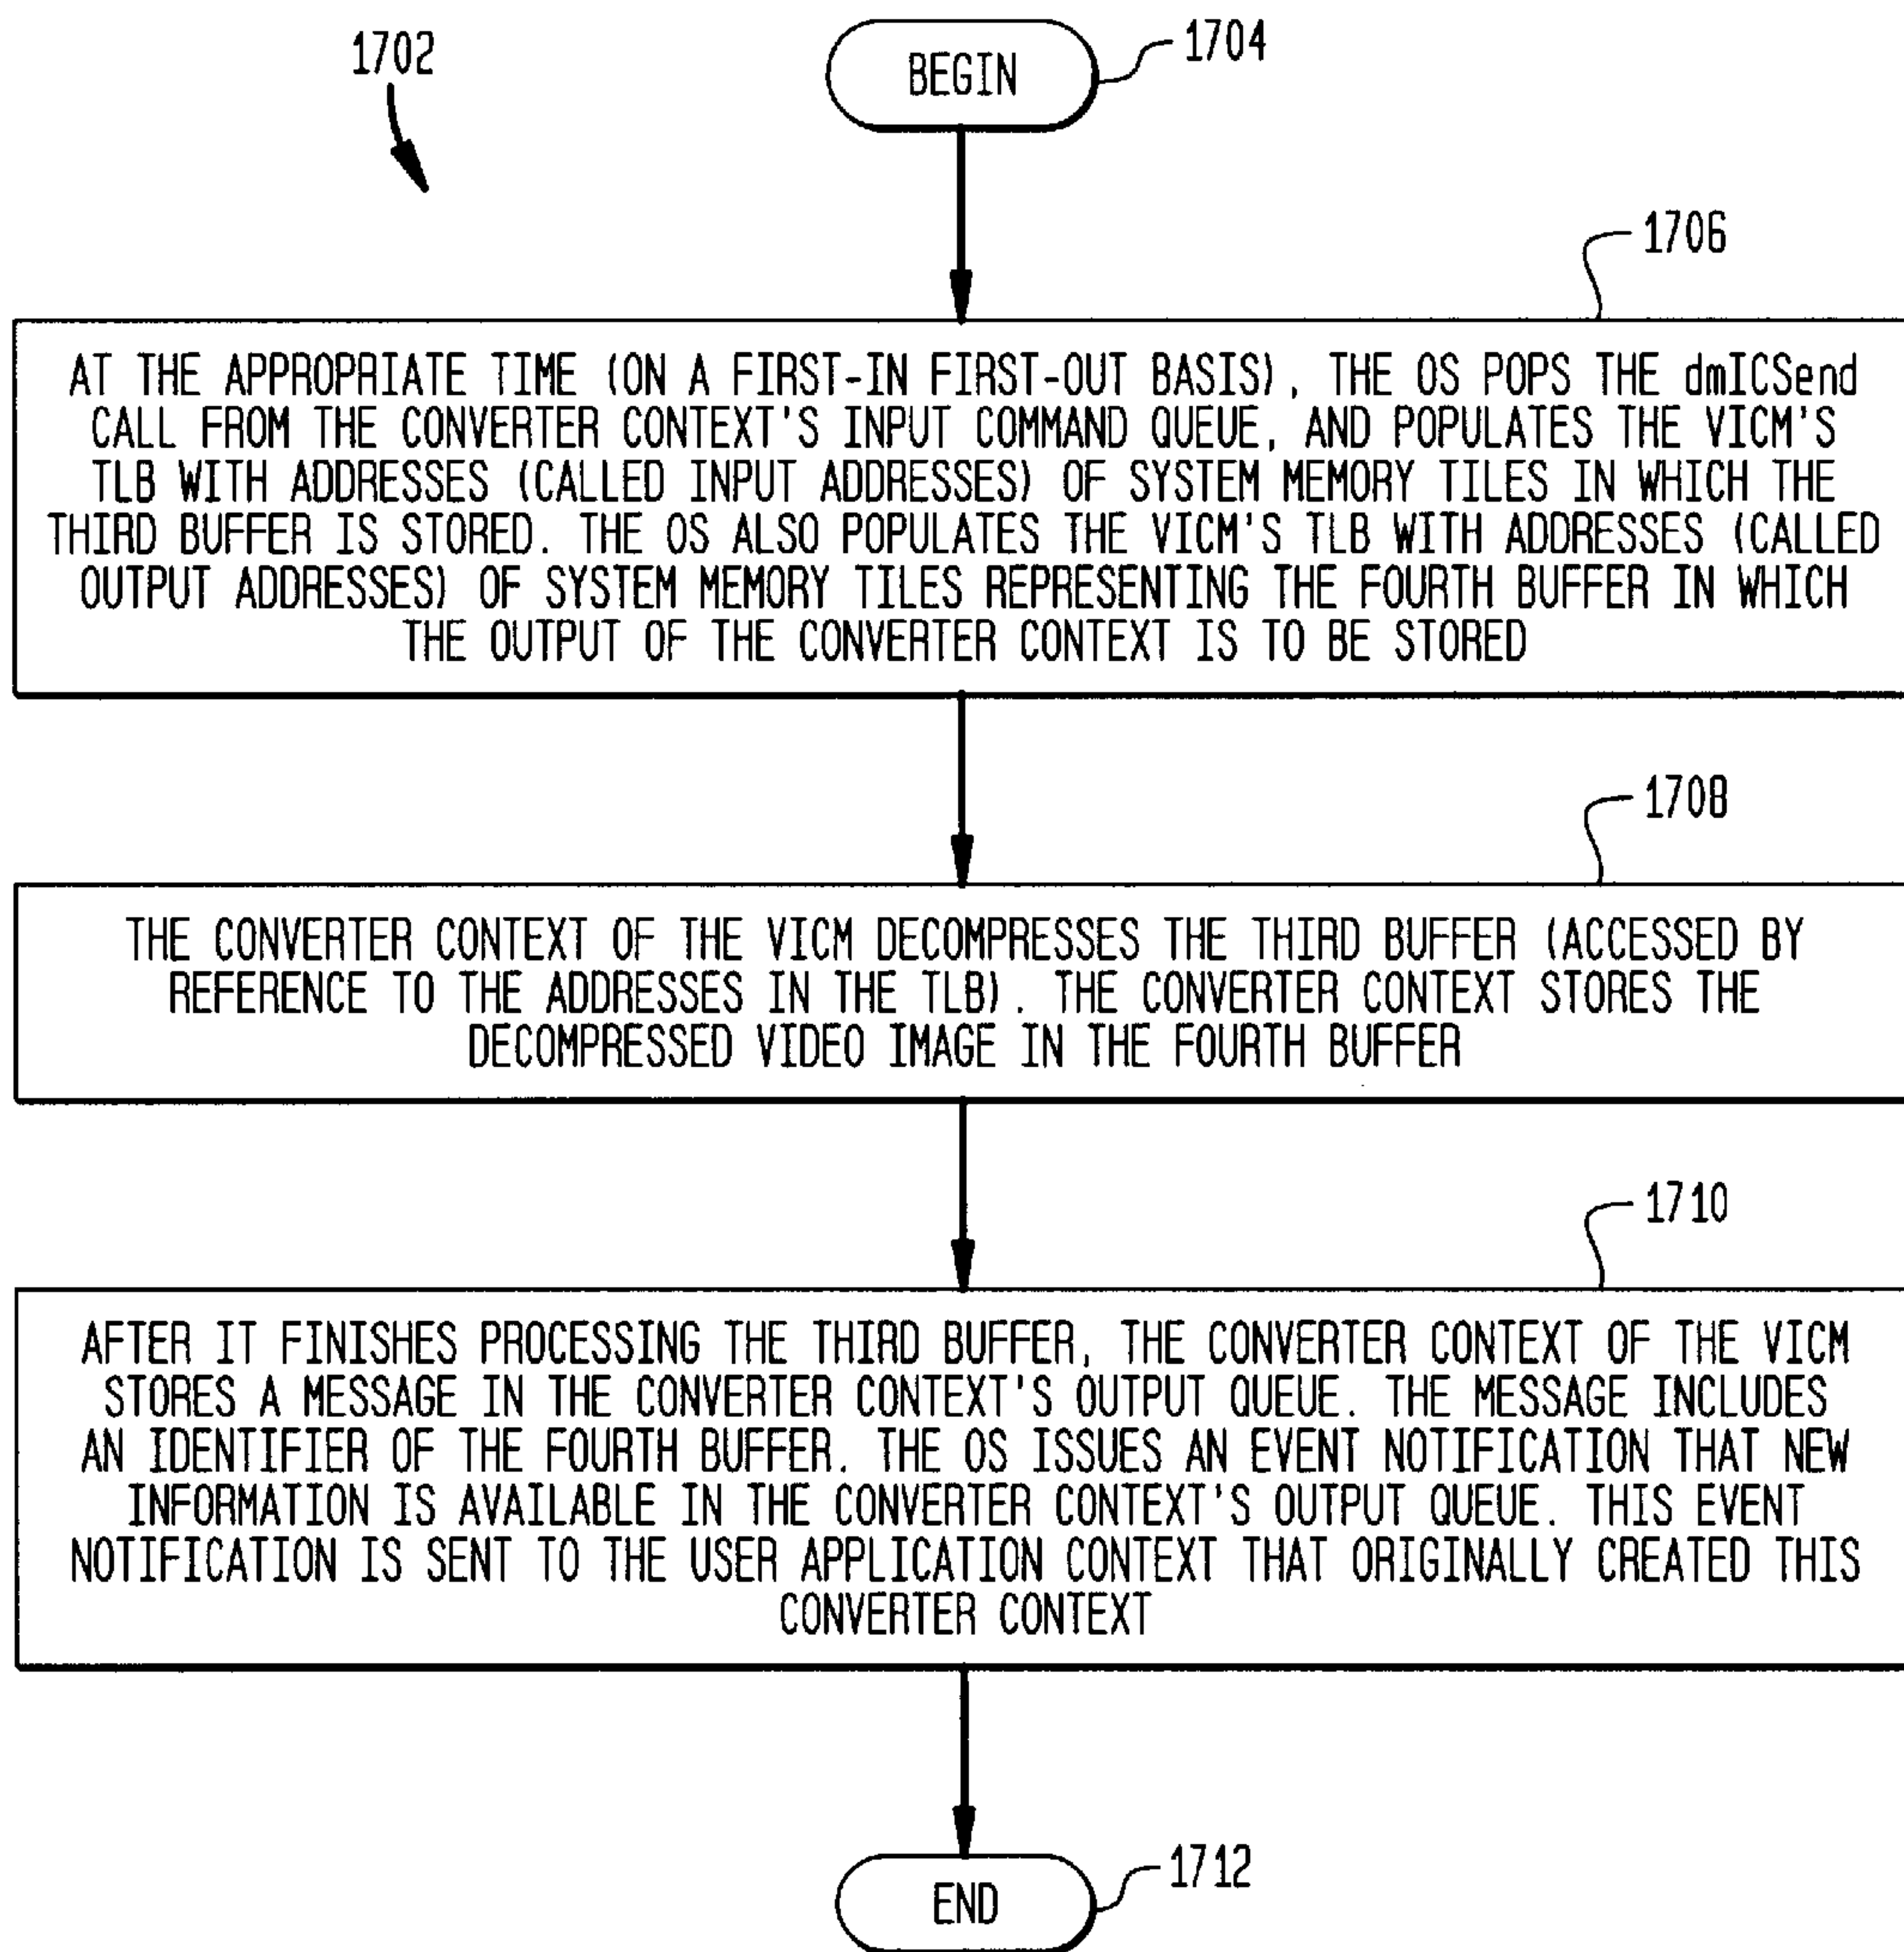 1702
BEGIN
1704
1706
AT THE APPROPRIATE TIME (ON A FIRST-IN FIRST-OUT BASIS), THE OS POPS THE dmICSend
CALL FROM THE CONVERTER CONTEXT'S INPUT COMMAND QUEUE, AND POPULATES THE VICM'S
TLB WITH ADDRESSES (CALLED INPUT ADDRESSES) OF SYSTEM MEMORY TILES IN WHICH THE
THIRD BUFFER IS STORED. THE OS ALSO POPULATES THE VICM'S TLB WITH ADDRESSES (CALLED
OUTPUT ADDRESSES) OF SYSTEM MEMORY TILES REPRESENTING THE FOURTH BUFFER IN WHICH
THE OUTPUT OF THE CONVERTER CONTEXT IS TO BE STORED
1708
THE CONVERTER CONTEXT OF THE VICM DECOMPRESSES THE THIRD BUFFER (ACCESSED BY
REFERENCE TO THE ADDRESSES IN THE TLB). THE CONVERTER CONTEXT STORES THE
DECOMPRESSED VIDEO IMAGE IN THE FOURTH BUFFER
1710
AFTER IT FINISHES PROCESSING THE THIRD BUFFER, THE CONVERTER CONTEXT OF THE VICM
STORES A MESSAGE IN THE CONVERTER CONTEXT'S OUTPUT QUEUE. THE MESSAGE INCLUDES
AN IDENTIFIER OF THE FOURTH BUFFER. THE OS ISSUES AN EVENT NOTIFICATION THAT NEW
INFORMATION IS AVAILABLE IN THE CONVERTER CONTEXT'S OUTPUT QUEUE. THIS EVENT
NOTIFICATION IS SENT TO THE USER APPLICATION CONTEXT THAT ORIGINALLY CREATED THIS
CONVERTER CONTEXT
END
1712